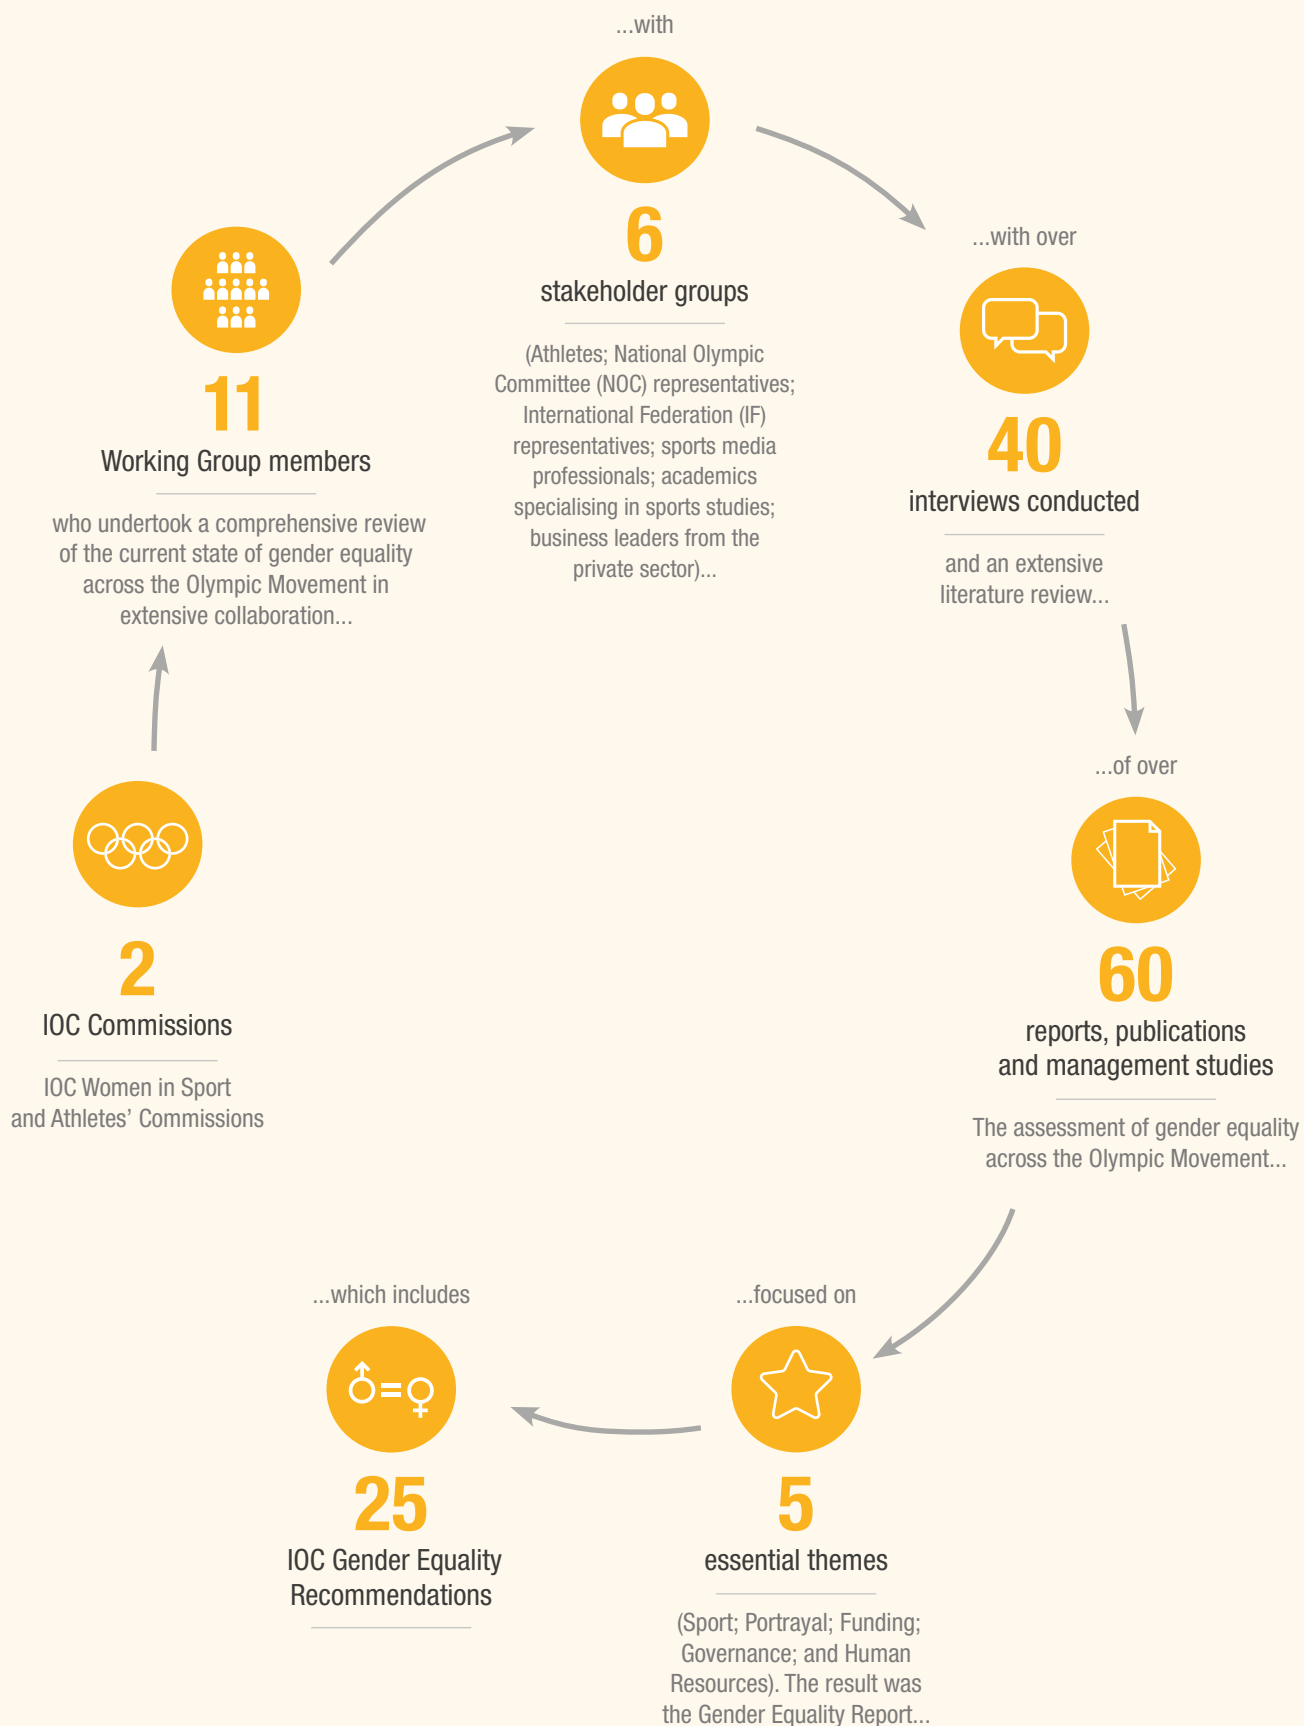 2
IOC Commissions
IOC Women in Sport
and Athletes’ Commissions
11
Working Group members
who undertook a comprehensive review
of the current state of gender equality
across the Olympic Movement in
extensive collaboration...
...with
6
stakeholder groups
(Athletes; National Olympic
Committee (NOC) representatives;
International Federation (IF)
representatives; sports media
professionals; academics
specialising in sports studies;
business leaders from the
private sector)...
...with over
40
interviews conducted
and an extensive
literature review...
...of over
60
reports, publications
and management studies
The assessment of gender equality
across the Olympic Movement...
...focused on
5
essential themes
(Sport; Portrayal; Funding;
Governance; and Human
Resources). The result was
the Gender Equality Report...
...which includes
25
IOC Gender Equality
Recommendations